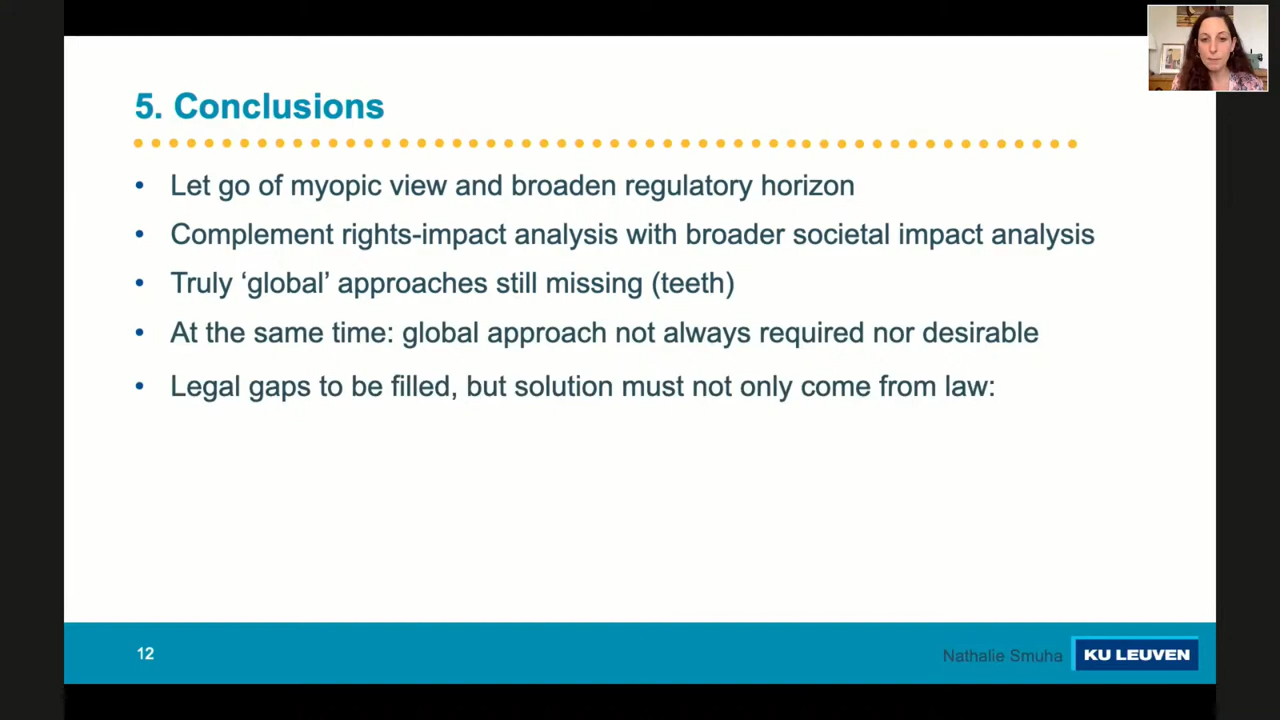 5. Conclusions
• Let go of myopic view and broaden regulatory horizon
• Complement rights-impact analysis with broader societal impact analysis
• Truly ‘global’ approaches still missing (teeth)
• At the same time: global approach not always required nor desirable
• Legal gaps to be filled, but solution must not only come from law:
12
Nathalie Smuha
KU LEUVEN